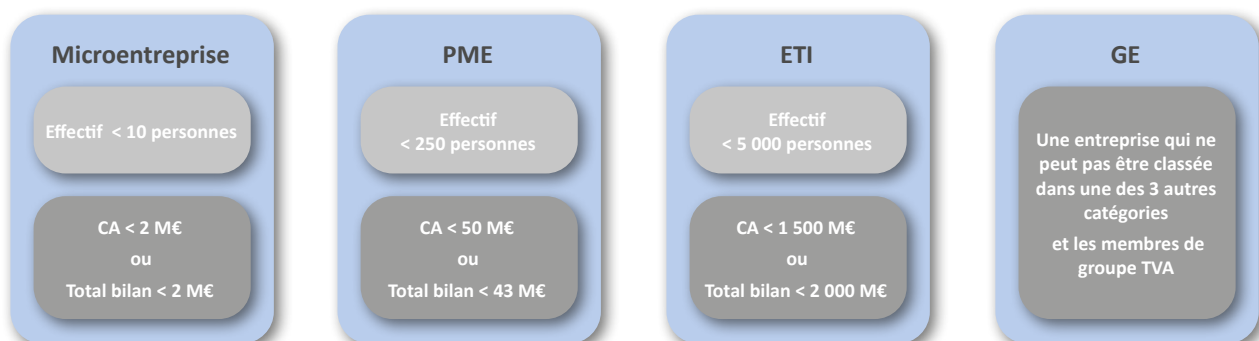 Microentreprise
Effectif < 10 personnes
CA < 2 M€
ou
Total bilan < 2 M€
PME
Effectif
< 250 personnes
CA < 50 M€
ou
Total bilan < 43 M€
ETI
Effectif
< 5 000 personnes
CA < 1 500 M€
ou
Total bilan < 2 000 M€
GE
Une entreprise qui ne
peut pas être classée
dans une des 3 autres
catégories
et les membres de
groupe TVA